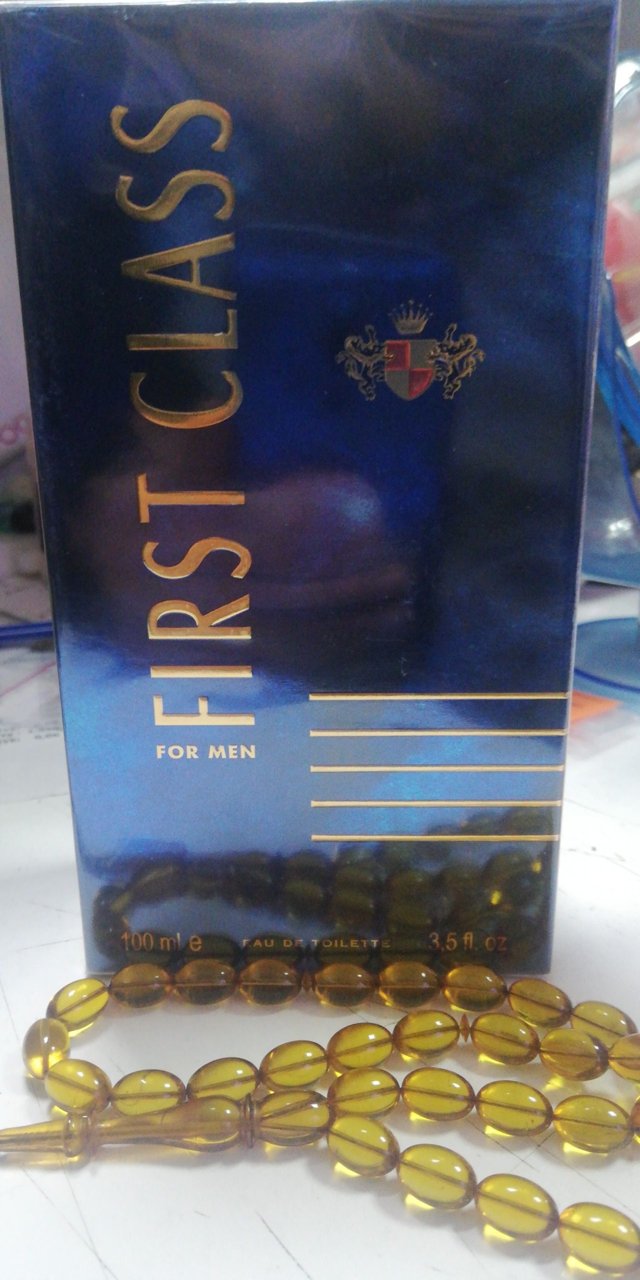 FIRST CLASS
FOR MEN
100 ml e EAU DE TOILETTE 3,5 fl. oz